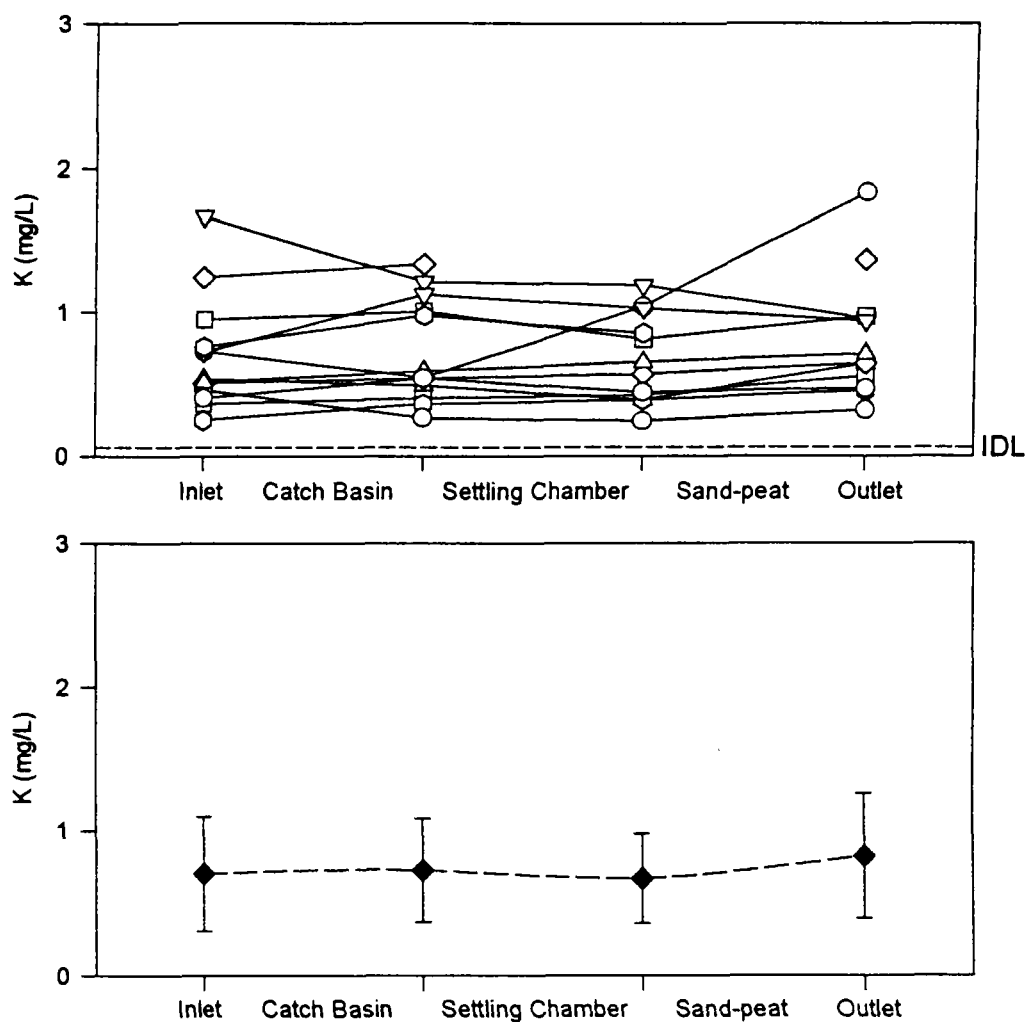 3
2
1
0
K (mg/L)
IDL
Inlet Catch Basin Settling Chamber Sand-peat Outlet
3
2
1
0
K (mg/L)
Inlet Catch Basin Settling Chamber Sand-peat Outlet